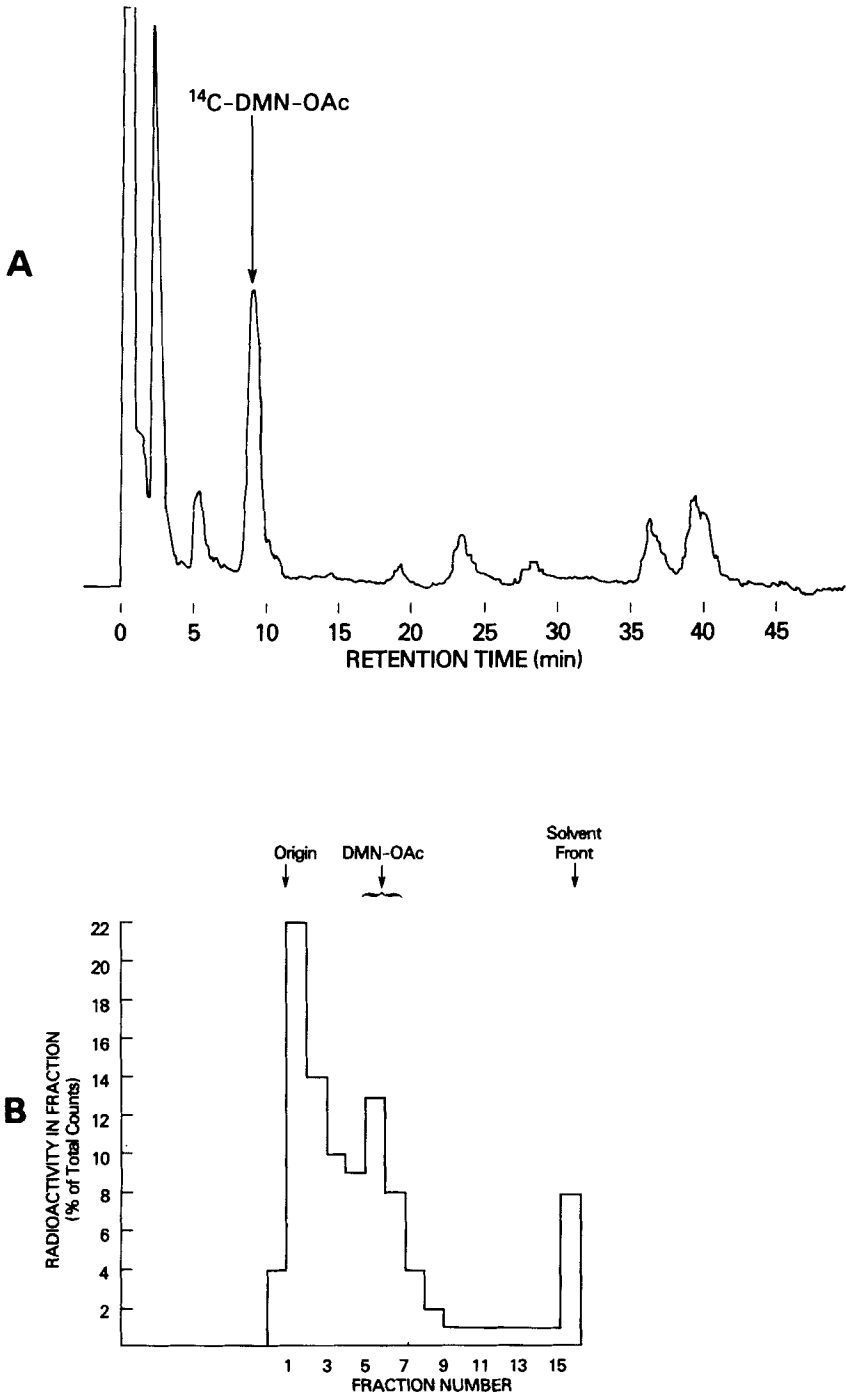 A
¹⁴C-DMN-OAc
0 5 10 15 20 25 30 35 40 45
RETENTION TIME (min)
B
Origin
DMN-OAc
Solvent
Front
RADIOACTIVITY IN FRACTION
(% of Total Counts)
22
20
18
16
14
12
10
8
6
4
2
1 3 5 7 9 11 13 15
FRACTION NUMBER